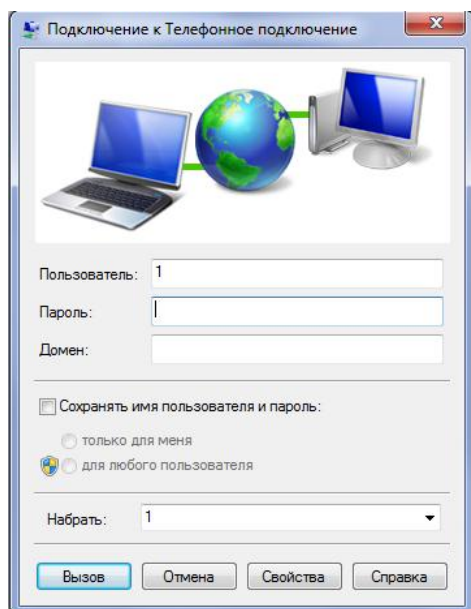 Подключение к Телефонное подключение
Пользователь: 1
Пароль:
Домен:
Сохранять имя пользователя и пароль:
только для меня
для любого пользователя
Набрать: 1
Вызов Отмена Свойства Справка